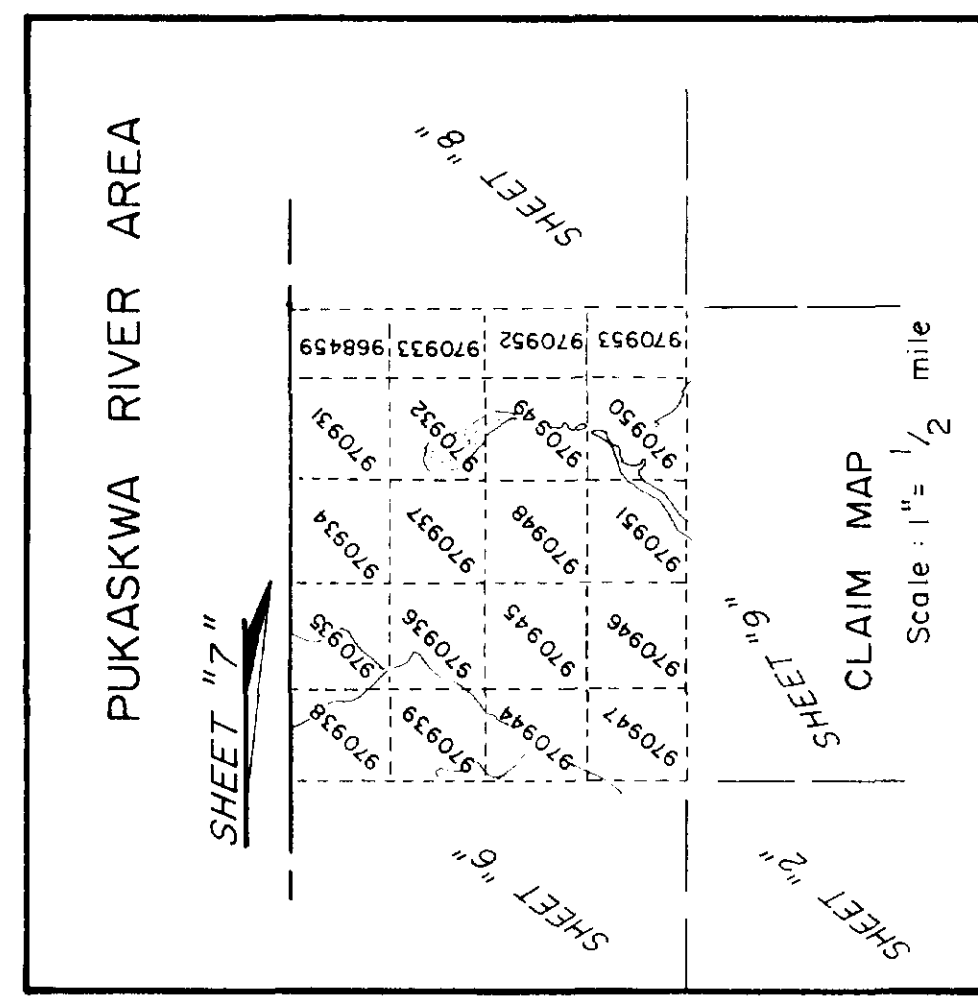 PUKASKWA RIVER AREA
SHEET "7"
970938 970935 970934 970931 968459
970939 970936 970937 970932 970933
970944 970945 970948 970949 970952
970947 970946 970951 970950 970953
SHEET "6"
SHEET "8"
SHEET "9"
SHEET "2"
CLAIM MAP
Scale : 1" = 1/2 mile